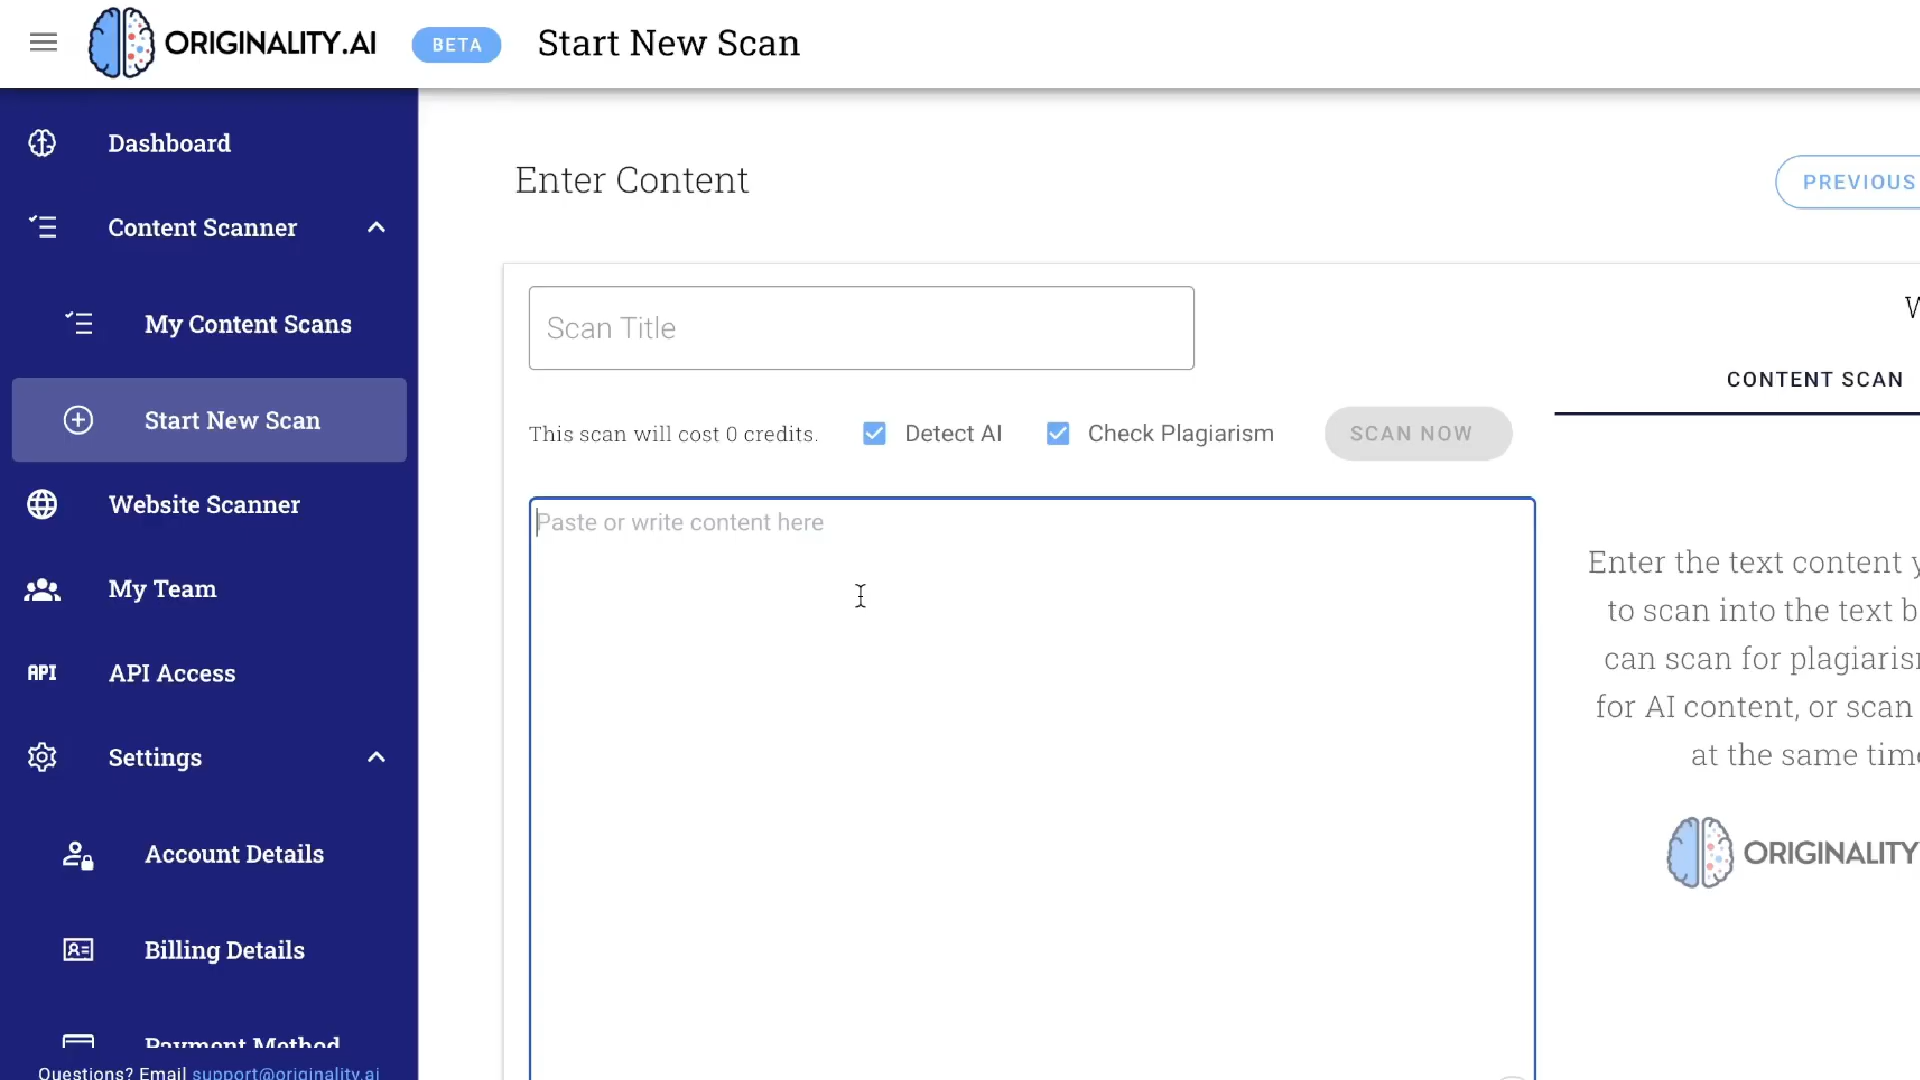 ORIGINALITY.AI
BETA
Start New Scan
Dashboard
Content Scanner
My Content Scans
Start New Scan
Website Scanner
My Team
API
API Access
Settings
Account Details
Billing Details
Payment Method
Questions? Email support@originality.ai
Enter Content
PREVIOUS
Scan Title
This scan will cost 0 credits.
Detect AI
Check Plagiarism
SCAN NOW
Paste or write content here
CONTENT SCAN
Enter the text content
to scan into the text
can scan for
for AI content, or scan
at the same
ORIGINALITY